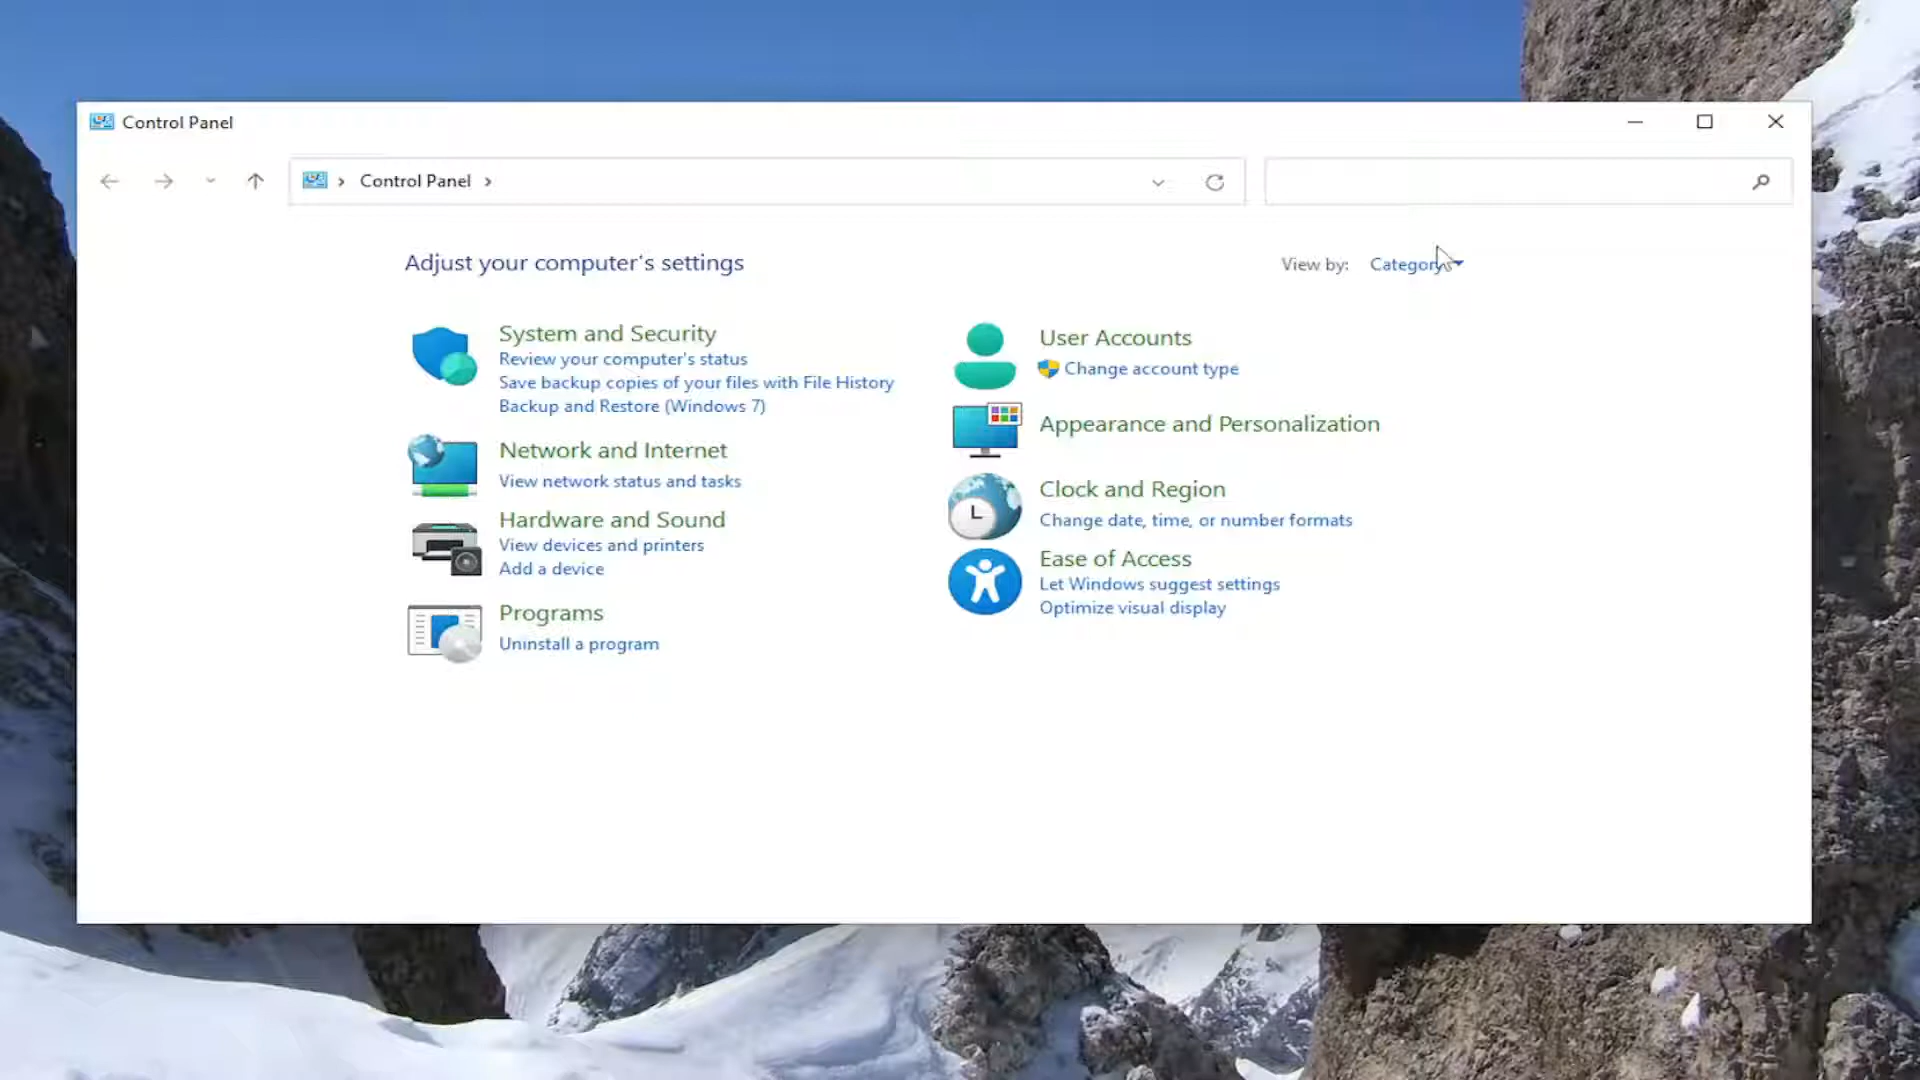 Control Panel
Control Panel
Adjust your computer's settings
View by: Category
System and Security
Review your computer's status
Save backup copies of your files with File History
Backup and Restore (Windows 7)
Network and Internet
View network status and tasks
Hardware and Sound
View devices and printers
Add a device
Programs
Uninstall a program
User Accounts
Change account type
Appearance and Personalization
Clock and Region
Change date, time, or number formats
Ease of Access
Let Windows suggest settings
Optimize visual display